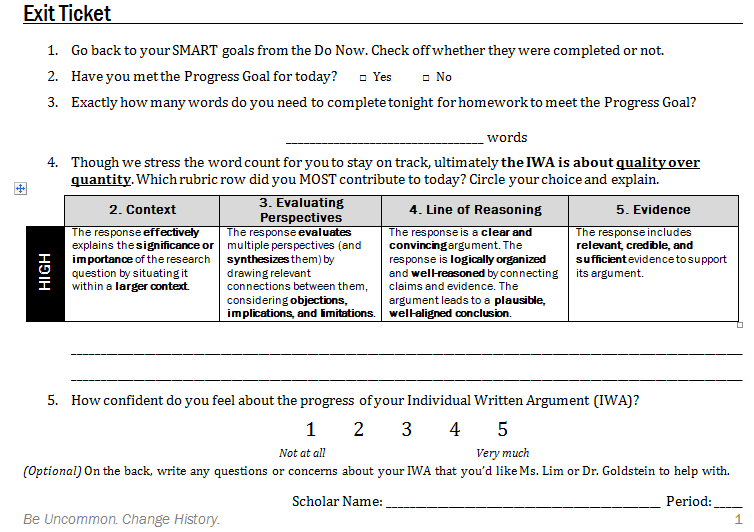 Exit Ticket
1. Go back to your SMART goals from the Do Now. Check off whether they were completed or not.
2. Have you met the Progress Goal for today? □ Yes □ No
3. Exactly how many words do you need to complete tonight for homework to meet the Progress Goal?
_________________________________ words
4. Though we stress the word count for you to stay on track, ultimately the IWA is about quality over
quantity. Which rubric row did you MOST contribute to today? Circle your choice and explain.
2. Context
3. Evaluating
Perspectives
4. Line of Reasoning
5. Evidence
HIGH
The response effectively
explains the significance or
importance of the research
question by situating it
within a larger context.
The response evaluates
multiple perspectives (and
synthesizes them) by
drawing relevant
connections between them,
considering objections,
implications, and limitations.
The response is a clear and
convincing argument. The
response is logically organized
and well-reasoned by connecting
claims and evidence. The
argument leads to a plausible,
well-aligned conclusion.
The response includes
relevant, credible, and
sufficient evidence to support
its argument.
5. How confident do you feel about the progress of your Individual Written Argument (IWA)?
1 2 3 4 5
Not at all Very much
(Optional) On the back, write any questions or concerns about your IWA that you'd like Ms. Lim or Dr. Goldstein to help with.
Scholar Name: ______________________________________________ Period: _____
Be Uncommon. Change History. 1